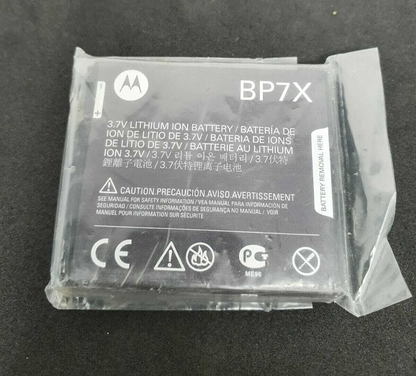 BP7X
3.7V LITHIUM ION BATTERY / BATERÍA DE
ION DE LITIO DE 3.7V / BATERIA DE IONS
DE LITIO DE 3.7V / BATTERIE AU LITHIUM
ION 3.7V / 3.7V 리튬 이온 배터리 / 3.7伏特
鋰離子電池 / 3.7伏特锂离子电池 /
BATTERY REMOVAL HERE
CAUTION.PRECAUCIÓN.AVISO.AVERTISSEMENT
SEE MANUAL FOR SAFETY INFORMATION / VEA MANUAL PARA INFORMACIÓN DE
SEGURIDAD / CONSULTE INFORMAÇÕES DE SEGURANÇA NO MANUAL /
MANUEL POUR INFORMATION SUR SÉCURITÉ
CE
PC
ME96